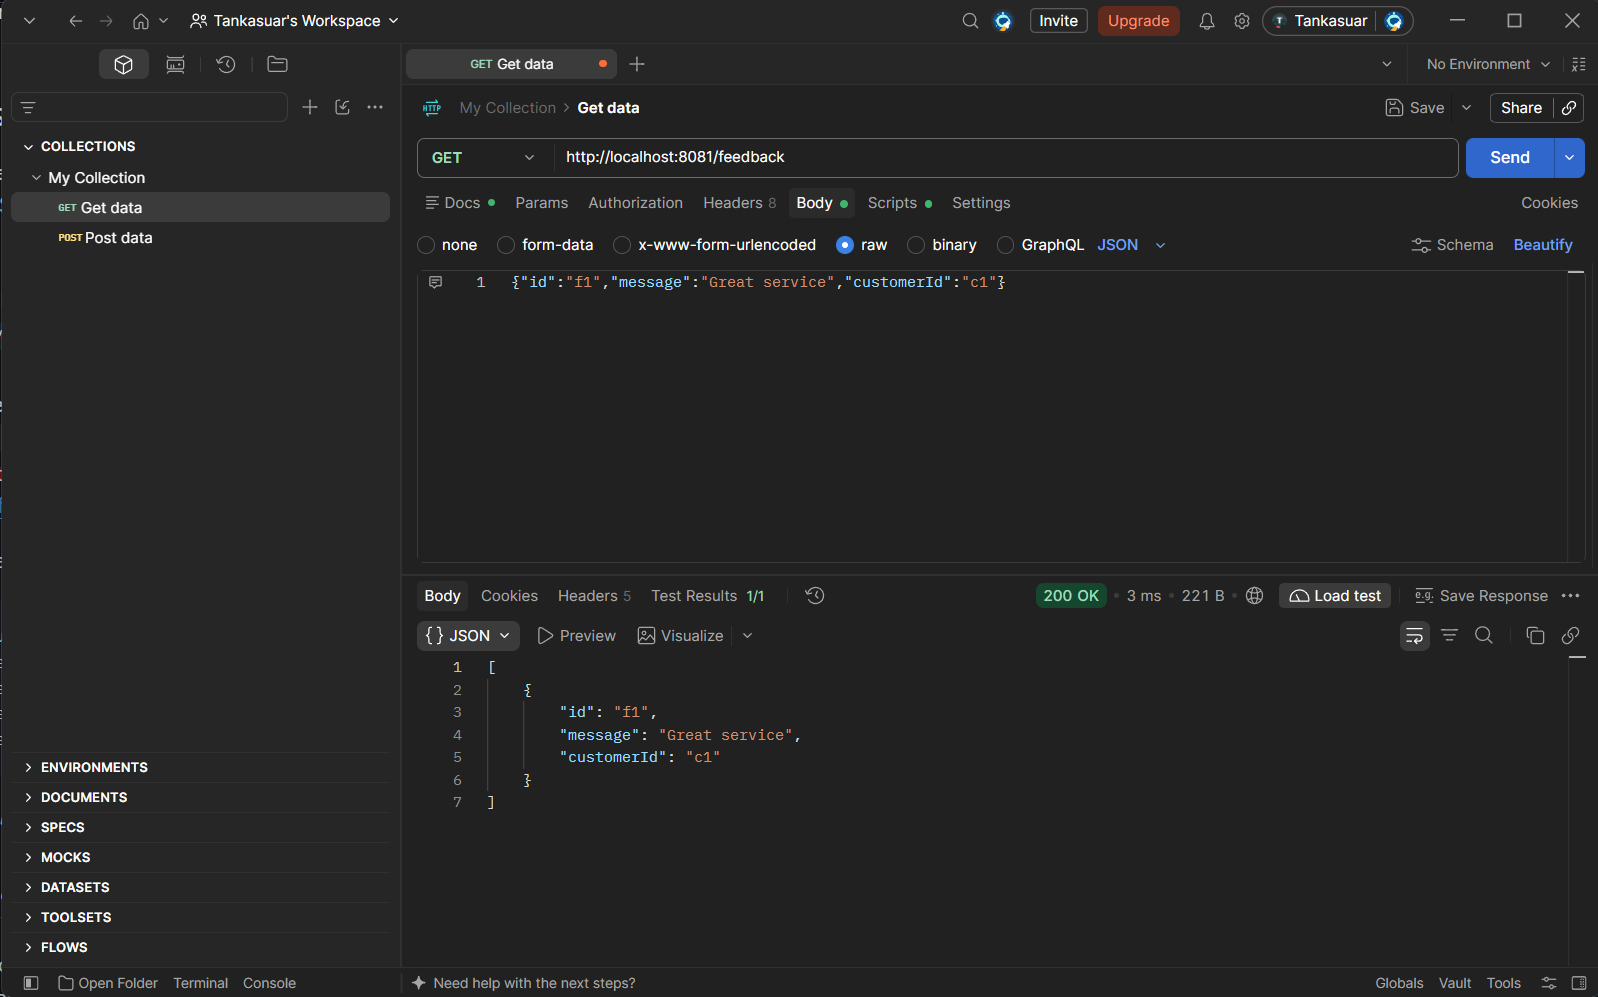 Tankasuar's Workspace
Invite
Upgrade
T Tankasuar
GET Get data
No Environment
HTTP My Collection > Get data
Save
Share
COLLECTIONS
My Collection
GET Get data
POST Post data
GET http://localhost:8081/feedback
Send
Docs Params Authorization Headers 8 Body Scripts Settings Cookies
none form-data x-www-form-urlencoded raw binary GraphQL JSON Schema Beautify
1 {"id":"f1","message":"Great service","customerId":"c1"}
Body Cookies Headers 5 Test Results 1/1 200 OK • 3 ms • 221 B • Load test e.g. Save Response
{} JSON Preview Visualize
1 [
2 {
3 "id": "f1",
4 "message": "Great service",
5 "customerId": "c1"
6 }
7 ]
ENVIRONMENTS
DOCUMENTS
SPECS
MOCKS
DATASETS
TOOLSETS
FLOWS
Open Folder Terminal Console Need help with the next steps? Globals Vault Tools